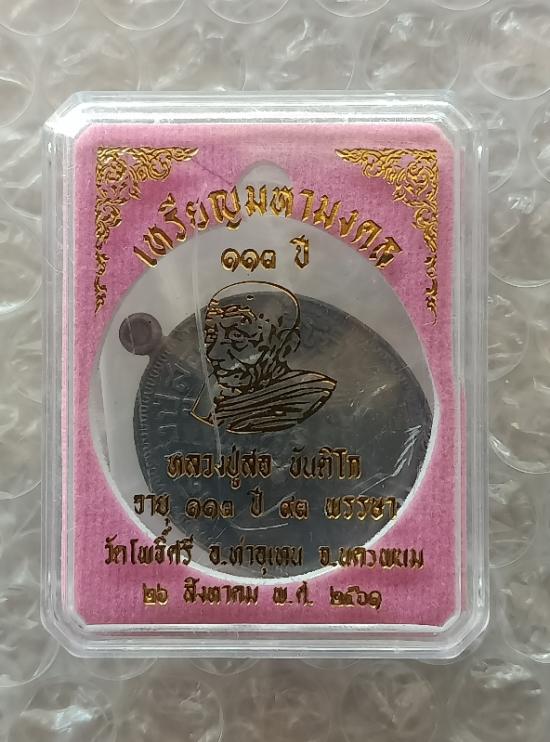 เหรียญมหามงคล
๑๑๓ ปี
หลวงปู่สอ ขันติโก
อายุ ๑๑๓ ปี ๙๓ พรรษา
วัดโพธิ์ศรี อ.ท่าอุเทน จ.นครพนม
๒๖ สิงหาคม พ.ศ. ๒๕๖๑